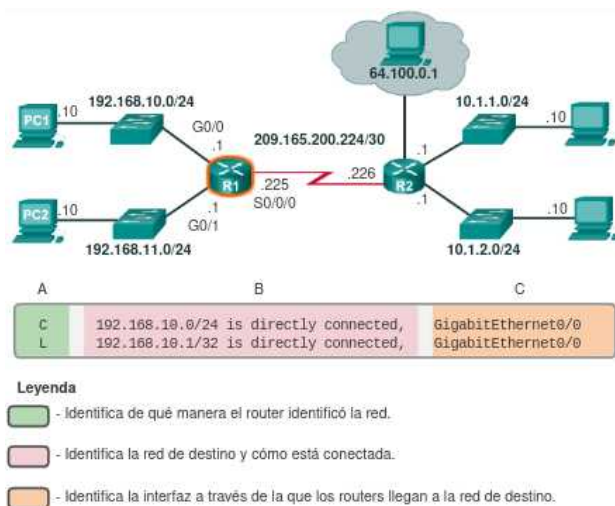 64.100.0.1
192.168.10.0/24
10.1.1.0/24
PC1
.10
G0/0
.10
209.165.200.224/30
.1
.1
R1
.225
.226
R2
S0/0/0
.1
PC2
.10
.1
G0/1
.10
192.168.11.0/24
10.1.2.0/24
A B C
C 192.168.10.0/24 is directly connected, GigabitEthernet0/0
L 192.168.10.1/32 is directly connected, GigabitEthernet0/0
Leyenda
- Identifica de qué manera el router identificó la red.
- Identifica la red de destino y cómo está conectada.
- Identifica la interfaz a través de la que los routers llegan a la red de destino.